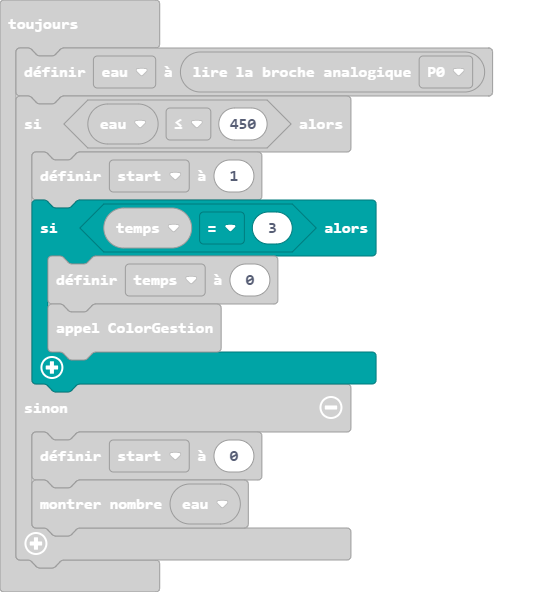 toujours
définir eau à lire la broche analogique P0
si eau ≤ 450 alors
définir start à 1
si temps = 3 alors
définir temps à 0
appel ColorGestion
sinon
définir start à 0
montrer nombre eau